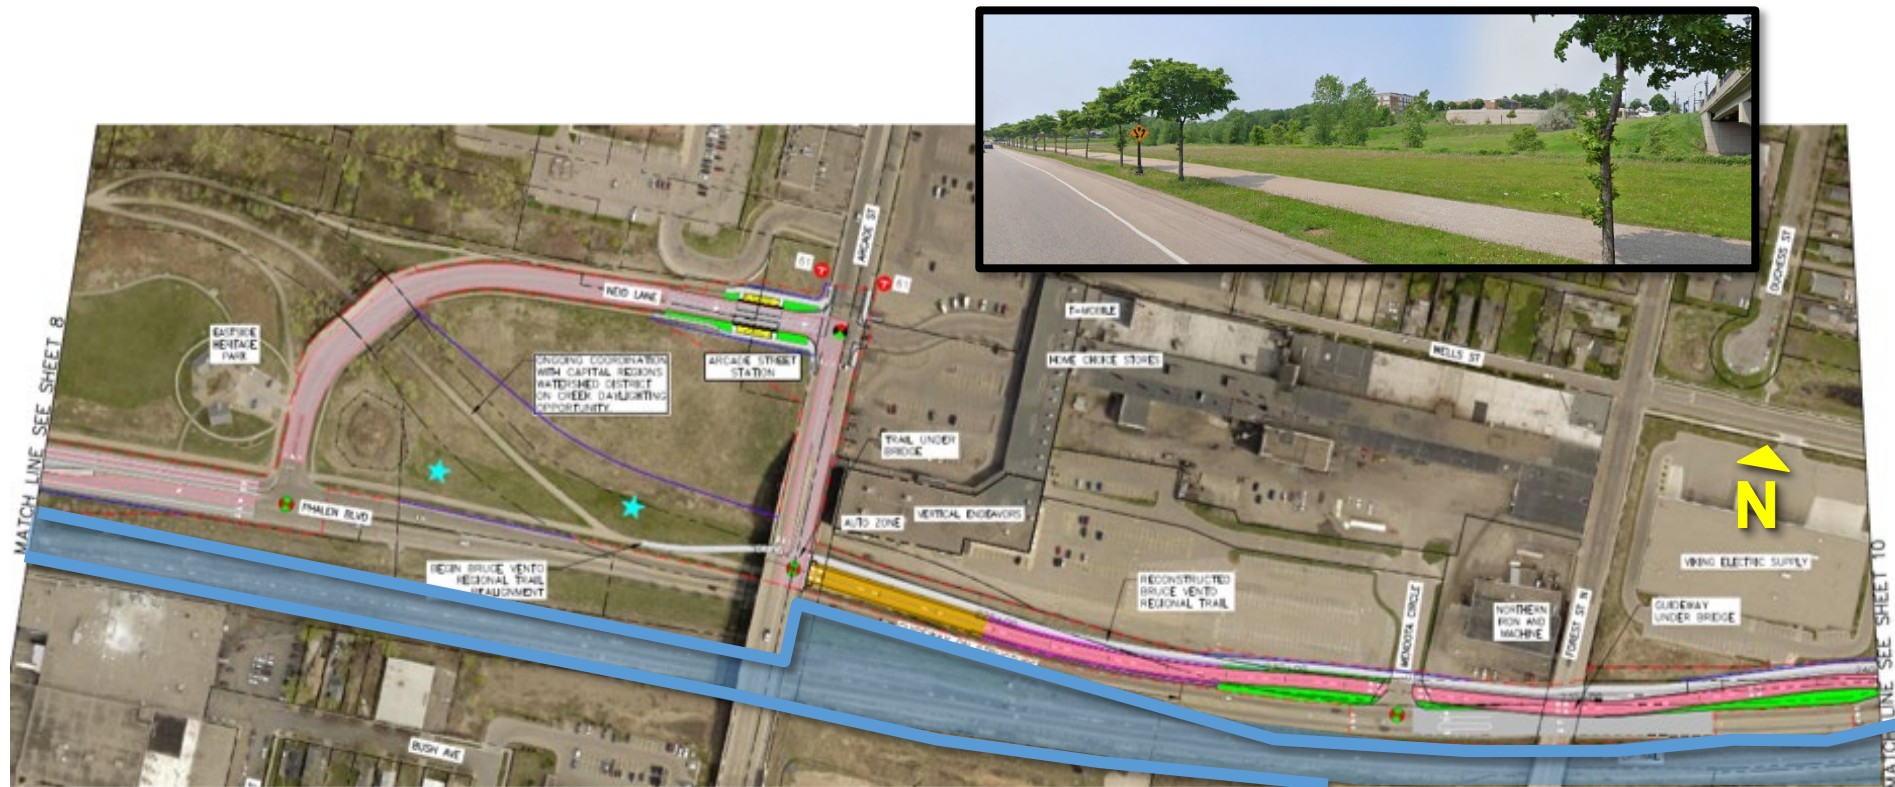 MATCH LINE SEE SHEET 8
EASTSIDE
HERITAGE
PARK
NEID LANE
61
61
ARCADE ST
ONGOING COORDINATION
WITH CAPITAL REGIONS
WATERSHED DISTRICT
ON CREEK DAYLIGHTING
OPPORTUNITY.
ARCADE STREET
STATION
T-MOBILE
HOME CHOICE STORES
WELLS ST
DUCHESS ST
TRAIL UNDER
BRIDGE
AUTO ZONE
VERTICAL ENDEAVORS
PHALEN BLVD
BEGIN BRUCE VENTO
REGIONAL TRAIL
REALIGNMENT
RECONSTRUCTED
BRUCE VENTO
REGIONAL TRAIL
MENDOTA CIRCLE
NORTHERN
IRON AND
MACHINE
FOREST ST N
GUIDEWAY
UNDER BRIDGE
VIKING ELECTRIC SUPPLY
N
BUSH AVE
MATCH LINE SEE SHEET 10